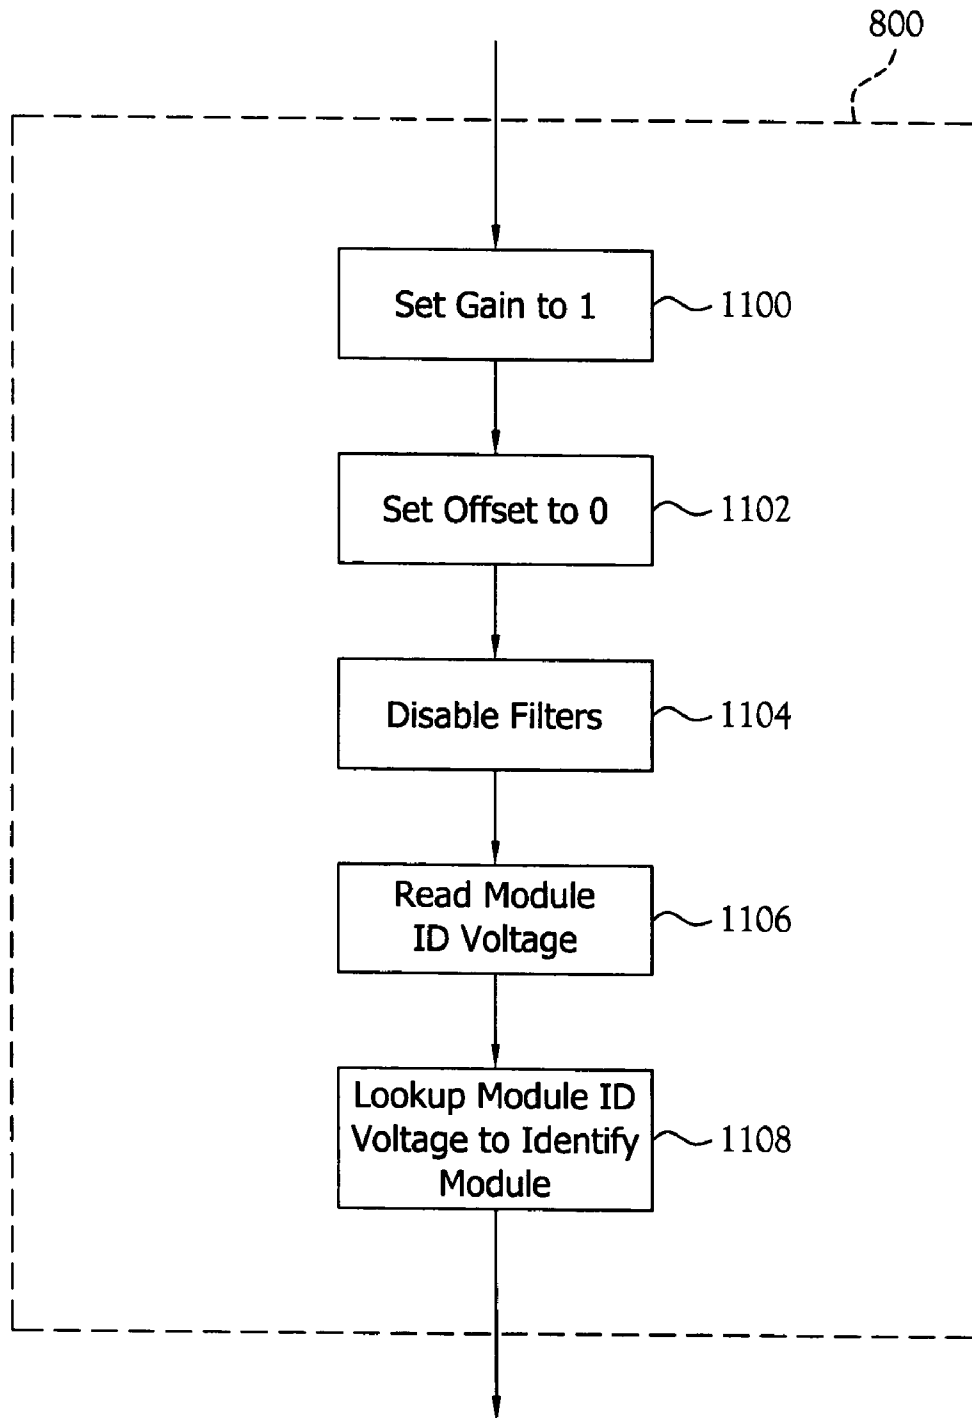 800
Set Gain to 1
1100
Set Offset to 0
1102
Disable Filters
1104
Read Module
ID Voltage
1106
Lookup Module ID
Voltage to Identify
Module
1108